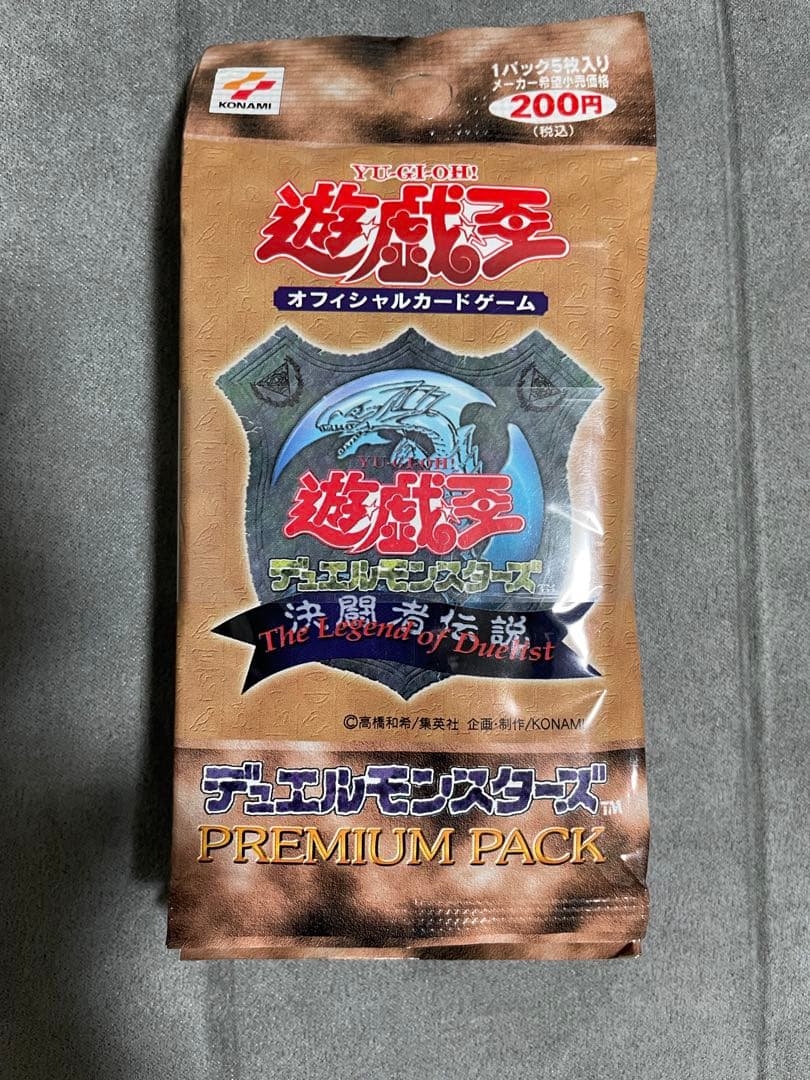 KONAMI
1パック5枚入り
メーカー希望小売価格
200円
(税込)
YU-GI-OH!
遊☆戯☆王
オフィシャルカードゲーム
YU-GI-OH!
遊☆戯☆王
デュエルモンスターズ
決闘者伝説
The Legend of Duelist
©高橋和希/集英社 企画・制作/KONAMI
デュエルモンスターズ™
PREMIUM PACK